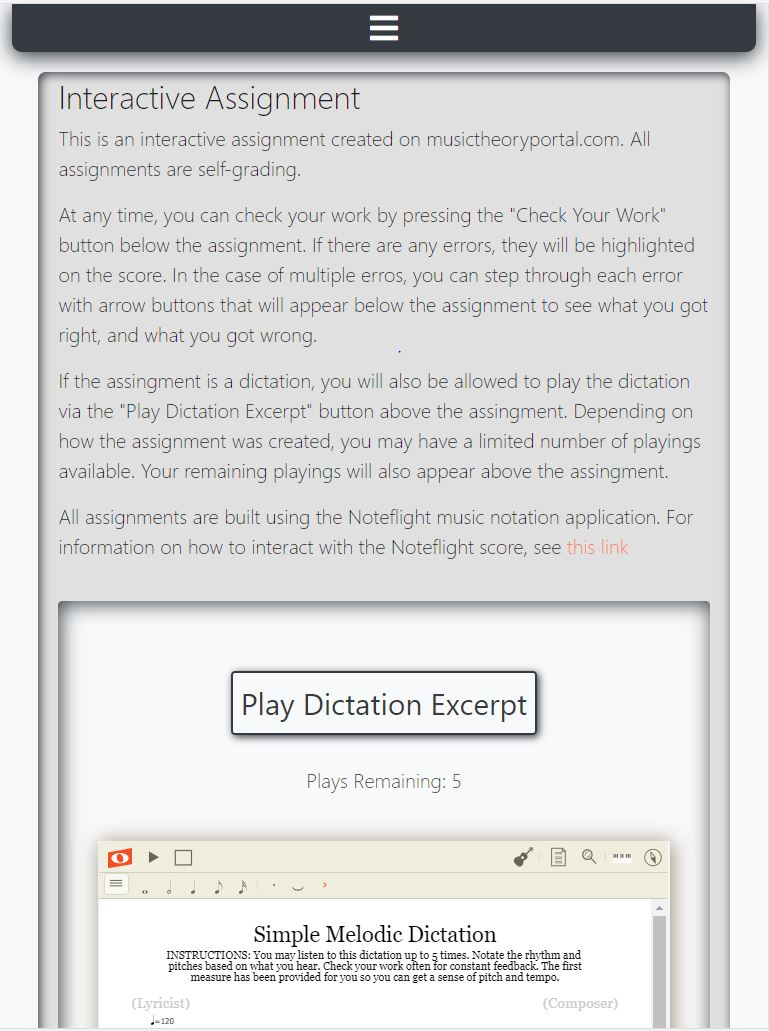 Interactive Assignment
This is an interactive assignment created on musictheoryportal.com. All
assignments are self-grading.
At any time, you can check your work by pressing the "Check Your Work"
button below the assignment. If there are any errors, they will be highlighted
on the score. In the case of multiple erros, you can step through each error
with arrow buttons that will appear below the assignment to see what you got
right, and what you got wrong.
If the assingment is a dictation, you will also be allowed to play the dictation
via the "Play Dictation Excerpt" button above the assingment. Depending on
how the assignment was created, you may have a limited number of playings
available. Your remaining playings will also appear above the assingment.
All assignments are built using the Noteflight music notation application. For
information on how to interact with the Noteflight score, see this link
Play Dictation Excerpt
Plays Remaining: 5
Simple Melodic Dictation
INSTRUCTIONS: You may listen to this dictation up to 5 times. Notate the rhythm and
pitches based on what you hear. Check your work often for constant feedback. The first
measure has been provided for you so you can get a sense of pitch and tempo.
(Lyricist) (Composer)
♩=120